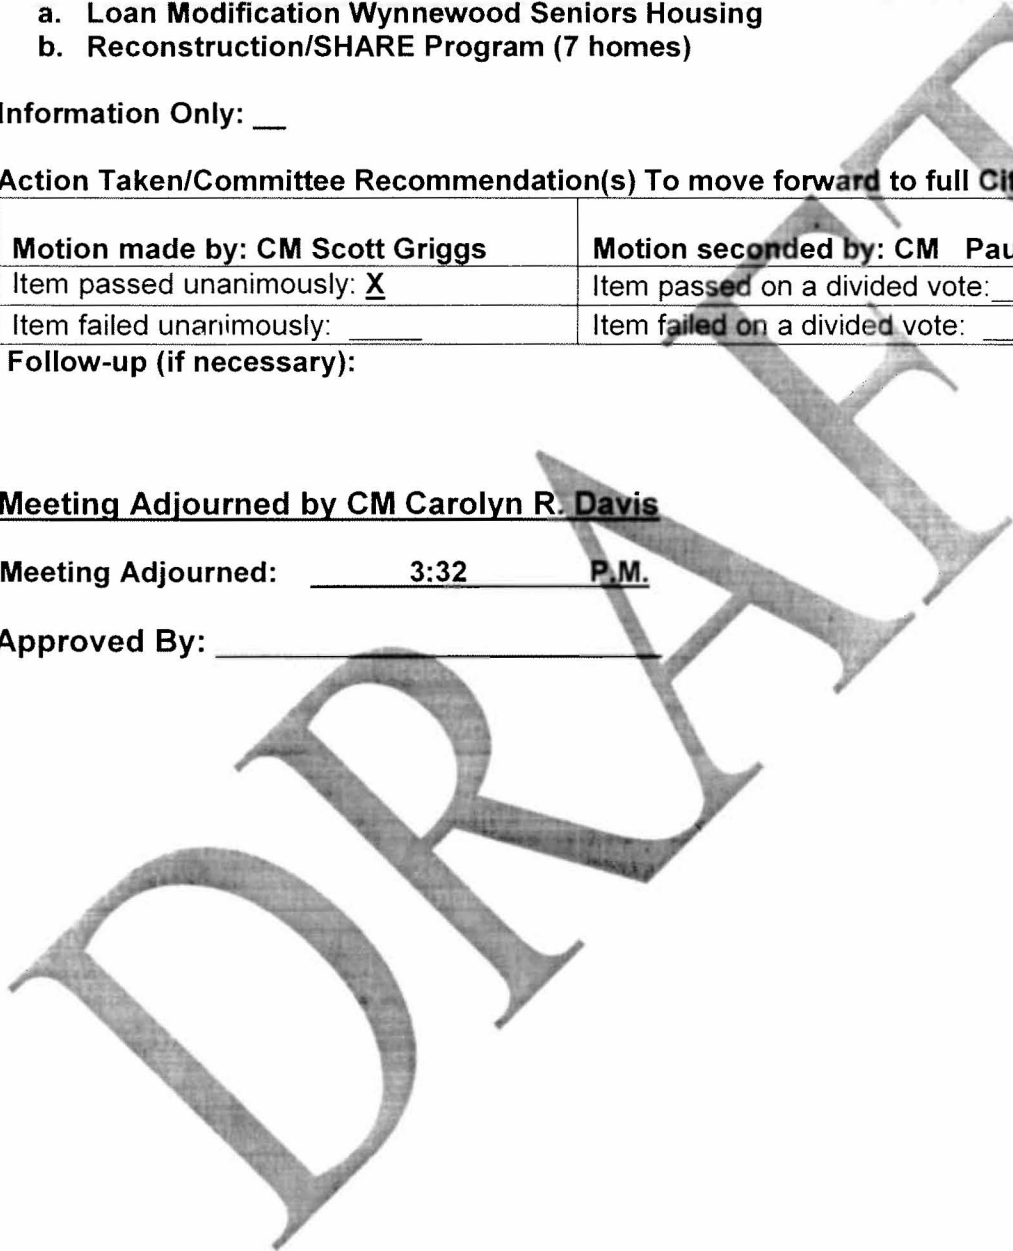 a. Loan Modification Wynnewood Seniors Housing
b. Reconstruction/SHARE Program (7 homes)
Information Only: __
Action Taken/Committee Recommendation(s) To move forward to full
Motion made by: CM Scott Griggs Motion seconded by: CM
Item passed unanimously: X Item passed on a divided vote:_
Item failed unanimously: _____ Item failed on a divided vote: __
Follow-up (if necessary):
Meeting Adjourned by CM Carolyn R. Davis
Meeting Adjourned: 3:32 P.M.
Approved By: ____________________
DRAFT